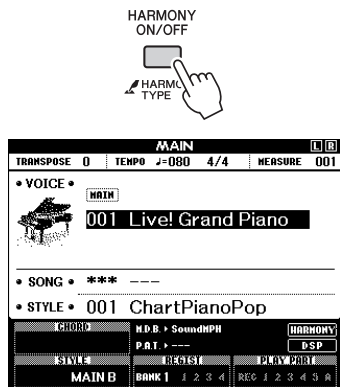 HARMONY
ON/OFF
HARMO
TYPE
MAIN L R
TRANSPOSE 0 TEMPO ♩=080 4/4 MEASURE 001
• VOICE •
MAIN
001 Live! Grand Piano
• SONG • *** ---
• STYLE • 001 ChartPianoPop
CHORD M.D.B. ▸ SoundMPH HARMONY
P.A.T. ▸ --- DSP
STYLE REGIST PLAY PART
MAIN B BANK 1 1 2 3 4 REC 1 2 3 4 5 A